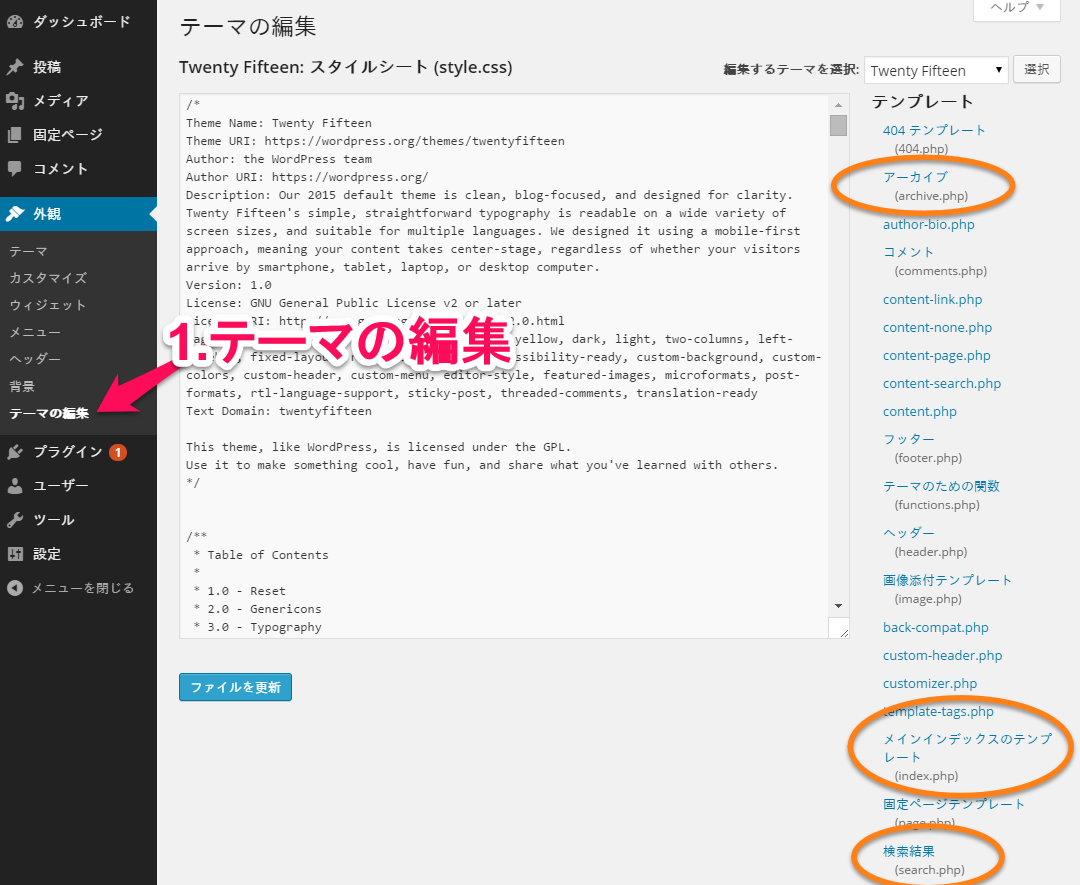 ダッシュボード
投稿
メディア
固定ページ
コメント
外観
テーマ
カスタマイズ
ウィジェット
メニュー
ヘッダー
背景
テーマの編集
プラグイン 1
ユーザー
ツール
設定
メニューを閉じる
ヘルプ
テーマの編集
Twenty Fifteen: スタイルシート (style.css)
編集するテーマを選択: Twenty Fifteen 選択
/*
Theme Name: Twenty Fifteen
Theme URI: https://wordpress.org/themes/twentyfifteen
Author: the WordPress team
Author URI: https://wordpress.org/
Description: Our 2015 default theme is clean, blog-focused, and designed for clarity.
Twenty Fifteen's simple, straightforward typography is readable on a wide variety of
screen sizes, and suitable for multiple languages. We designed it using a mobile-first
approach, meaning your content takes center-stage, regardless of whether your visitors
arrive by smartphone, tablet, laptop, or desktop computer.
Version: 1.0
License: GNU General Public License v2 or later
1.テーマの編集
yellow, dark, light, two-columns, left-
fixed-layou custom-background, custom-
colors, custom-header, custom-menu, editor-style, featured-images, microformats, post-
formats, rtl-language-support, sticky-post, threaded-comments, translation-ready
Text Domain: twentyfifteen
This theme, like WordPress, is licensed under the GPL.
Use it to make something cool, have fun, and share what you've learned with others.
*/
/**
* Table of Contents
*
* 1.0 - Reset
* 2.0 - Genericons
* 3.0 - Typography
ファイルを更新
テンプレート
404 テンプレート
(404.php)
アーカイブ
(archive.php)
author-bio.php
コメント
(comments.php)
content-link.php
content-none.php
content-page.php
content-search.php
content.php
フッター
(footer.php)
テーマのための関数
(functions.php)
ヘッダー
(header.php)
画像添付テンプレート
(image.php)
back-compat.php
custom-header.php
customizer.php
template-tags.php
メインインデックスのテンプ
レート
(index.php)
固定ページテンプレート
(page.php)
検索結果
(search.php)